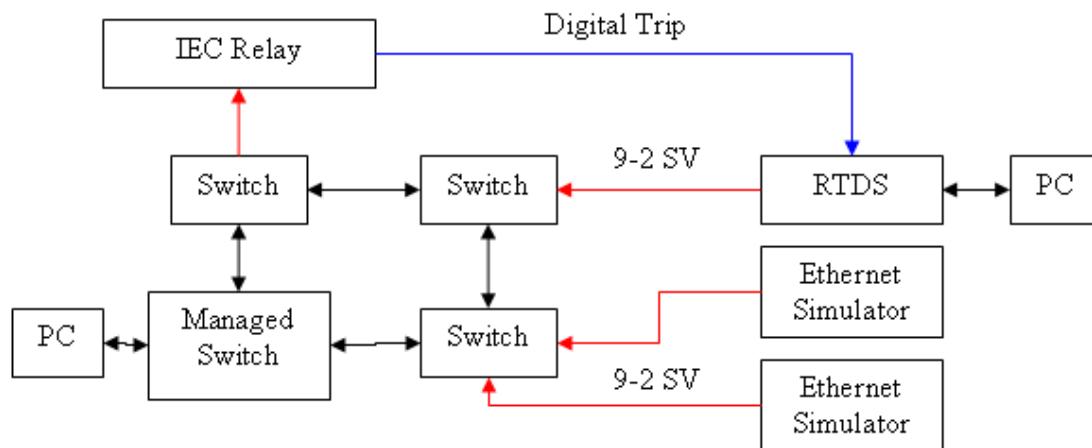 Digital Trip
IEC Relay
9-2 SV
Switch
Switch
RTDS
PC
Ethernet
Simulator
PC
Managed
Switch
Switch
9-2 SV
Ethernet
Simulator